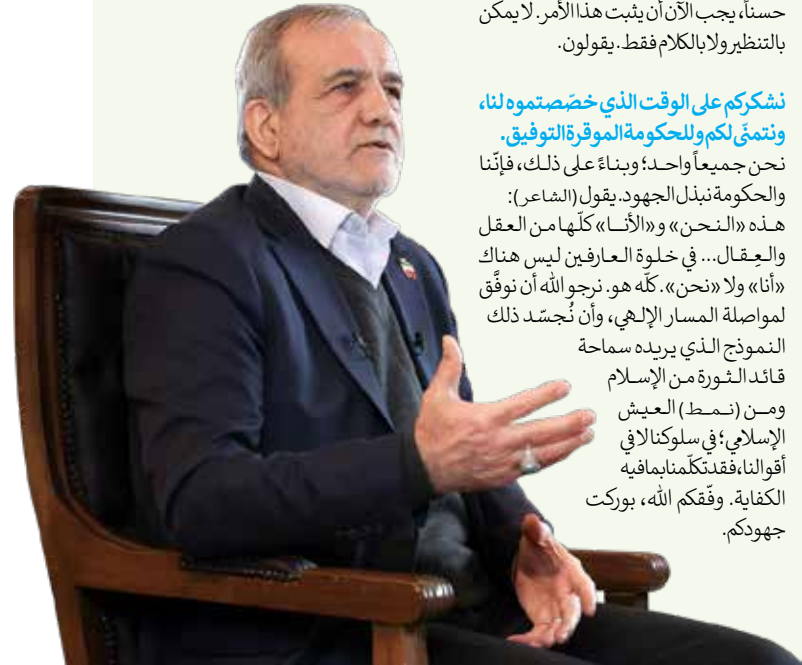 حسناً، يجب الآن أن يثبت هذا الأمر. لا يمكن
بالتنظير ولا بالكلام فقط. يقولون.
نشكركم على الوقت الذي خصّصتموه لنا،
ونتمنّى لكم وللحكومة الموقرة التوفيق.
نحن جميعاً واحد؛ وبناءً على ذلك، فإنّنا
والحكومة نبذل الجهود. يقول (الشاعر):
هذه «النحن» و«الأنا» كلّها من العقل
والعِقال... في خلوة العارفين ليس هناك
«أنا» ولا «نحن». كلّه هو. نرجو الله أن نوفَّق
لمواصلة المسار الإلهي، وأن نُجسّد ذلك
النموذج الذي يريده سماحة
قائد الثورة من الإسلام
ومن (نمط) العيش
الإسلامي؛ في سلوكنا لا في
أقوالنا، فقد تكلّمنا بما فيه
الكفاية. وفّقكم الله، بوركت
جهودكم.